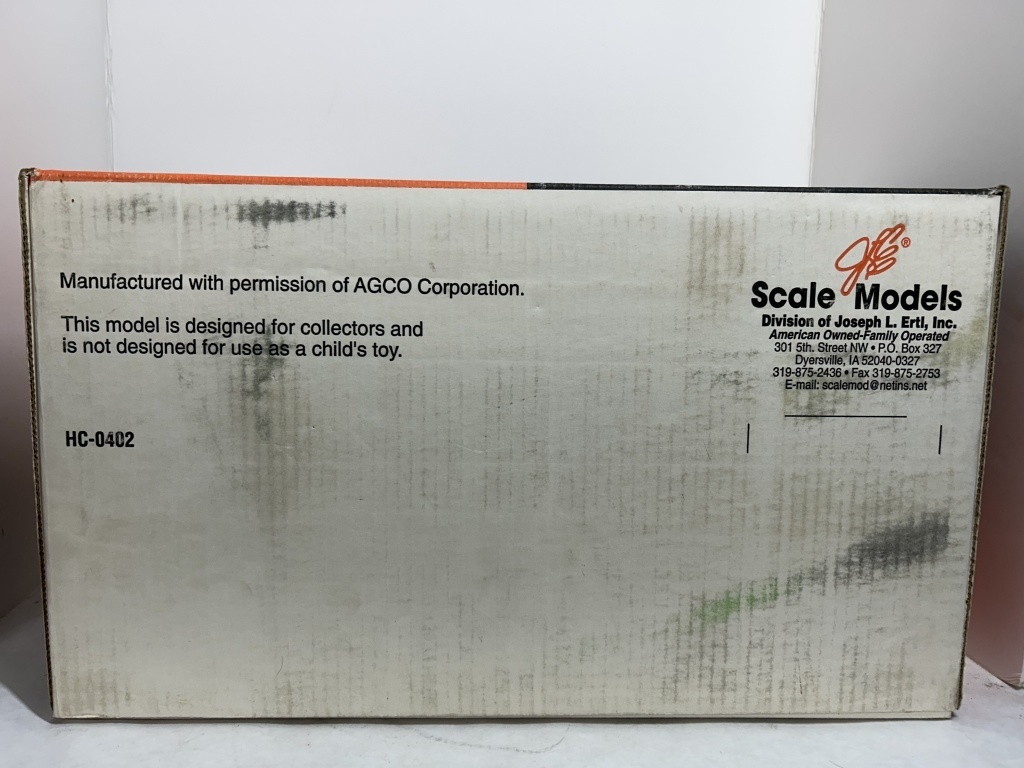 Manufactured with permission of AGCO Corporation.
This model is designed for collectors and
is not designed for use as a child's toy.
HC-0402
JLE®
Scale Models
Division of Joseph L. Ertl, Inc.
American Owned-Family Operated
301 5th. Street NW • P.O. Box 327
Dyersville, IA 52040-0327
319-875-2436 • Fax 319-875-2753
E-mail: scalemod@netins.net